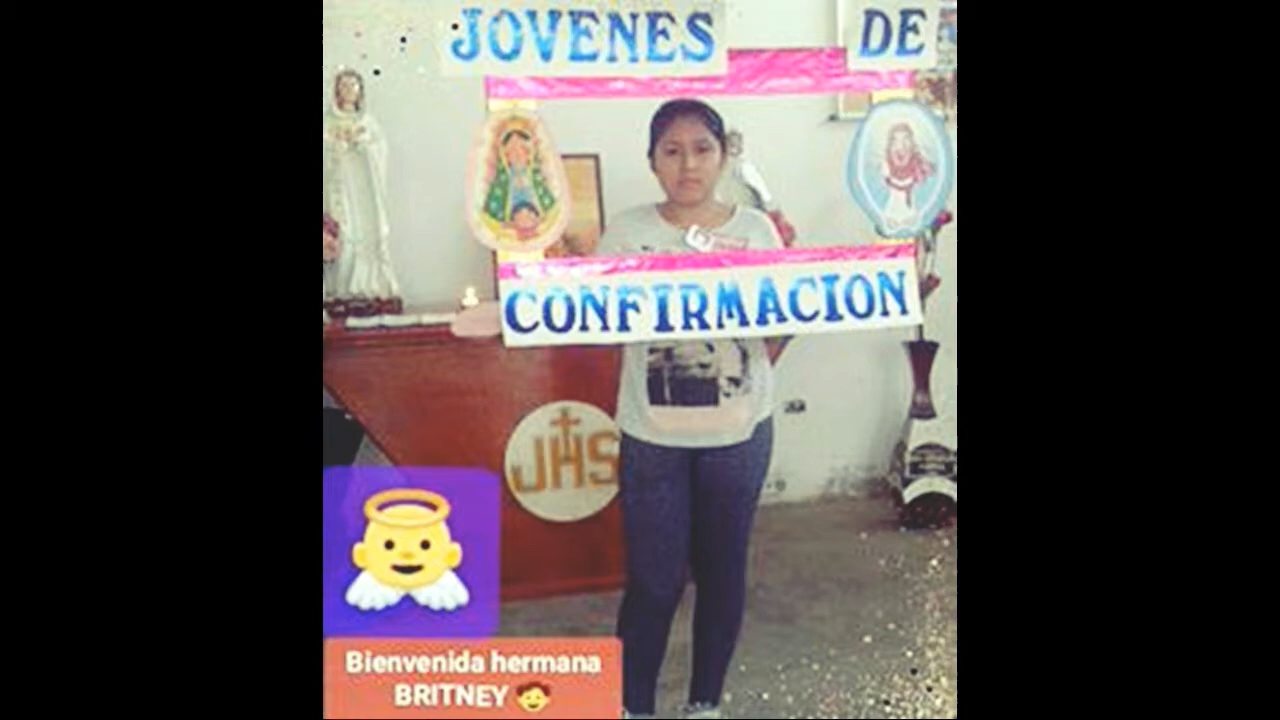 JOVENES DE
CONFIRMACION
JHS
Bienvenida hermana
BRITNEY